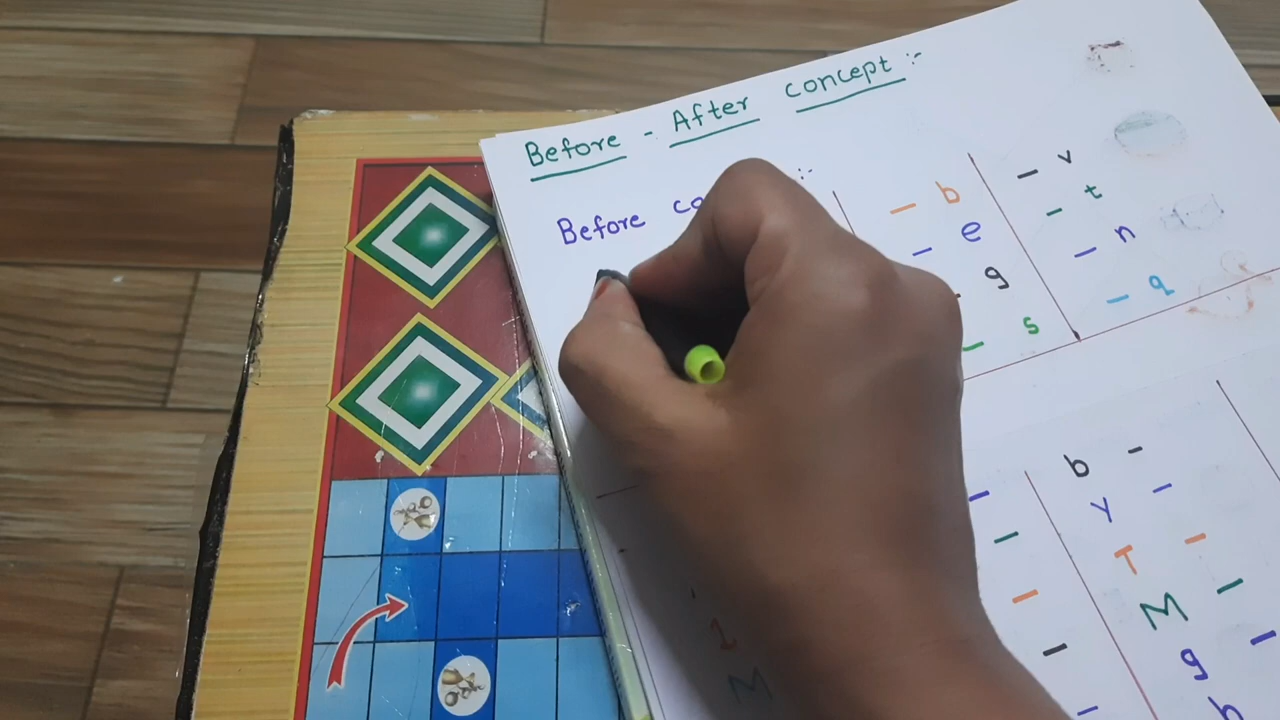 Before - After concept :-
Before co :-
- b
- e
- g
- s
- v
- t
- n
- q
b -
Y -
T -
M -
g -
h